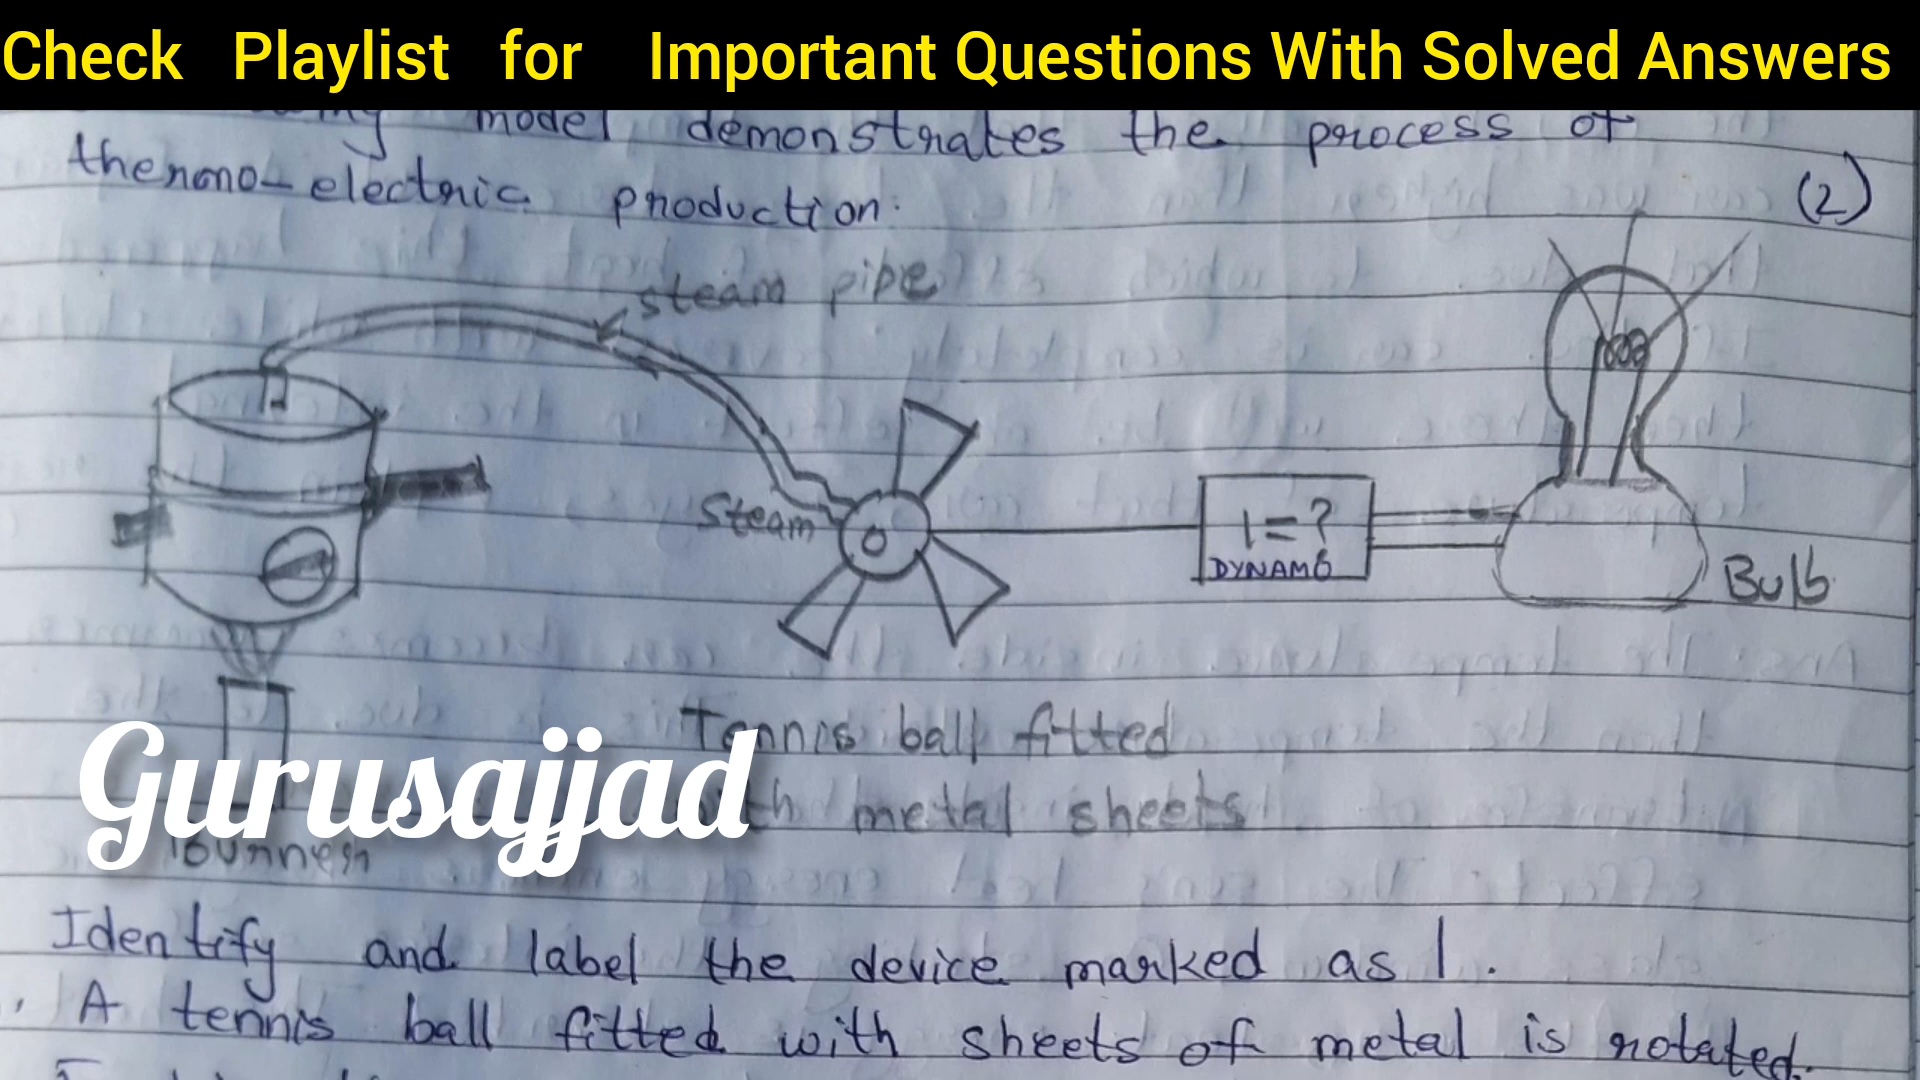 Check Playlist for Important Questions With Solved Answers
model demonstrates the process of
thermo-electric production.
(2)
steam pipe
Steam
1 = ?
DYNAMO
Bulb
Tennis ball fitted
metal sheets
Gurusajjad
burner
Identify and label the device marked as 1.
A tennis ball fitted with sheets of metal is rotated.